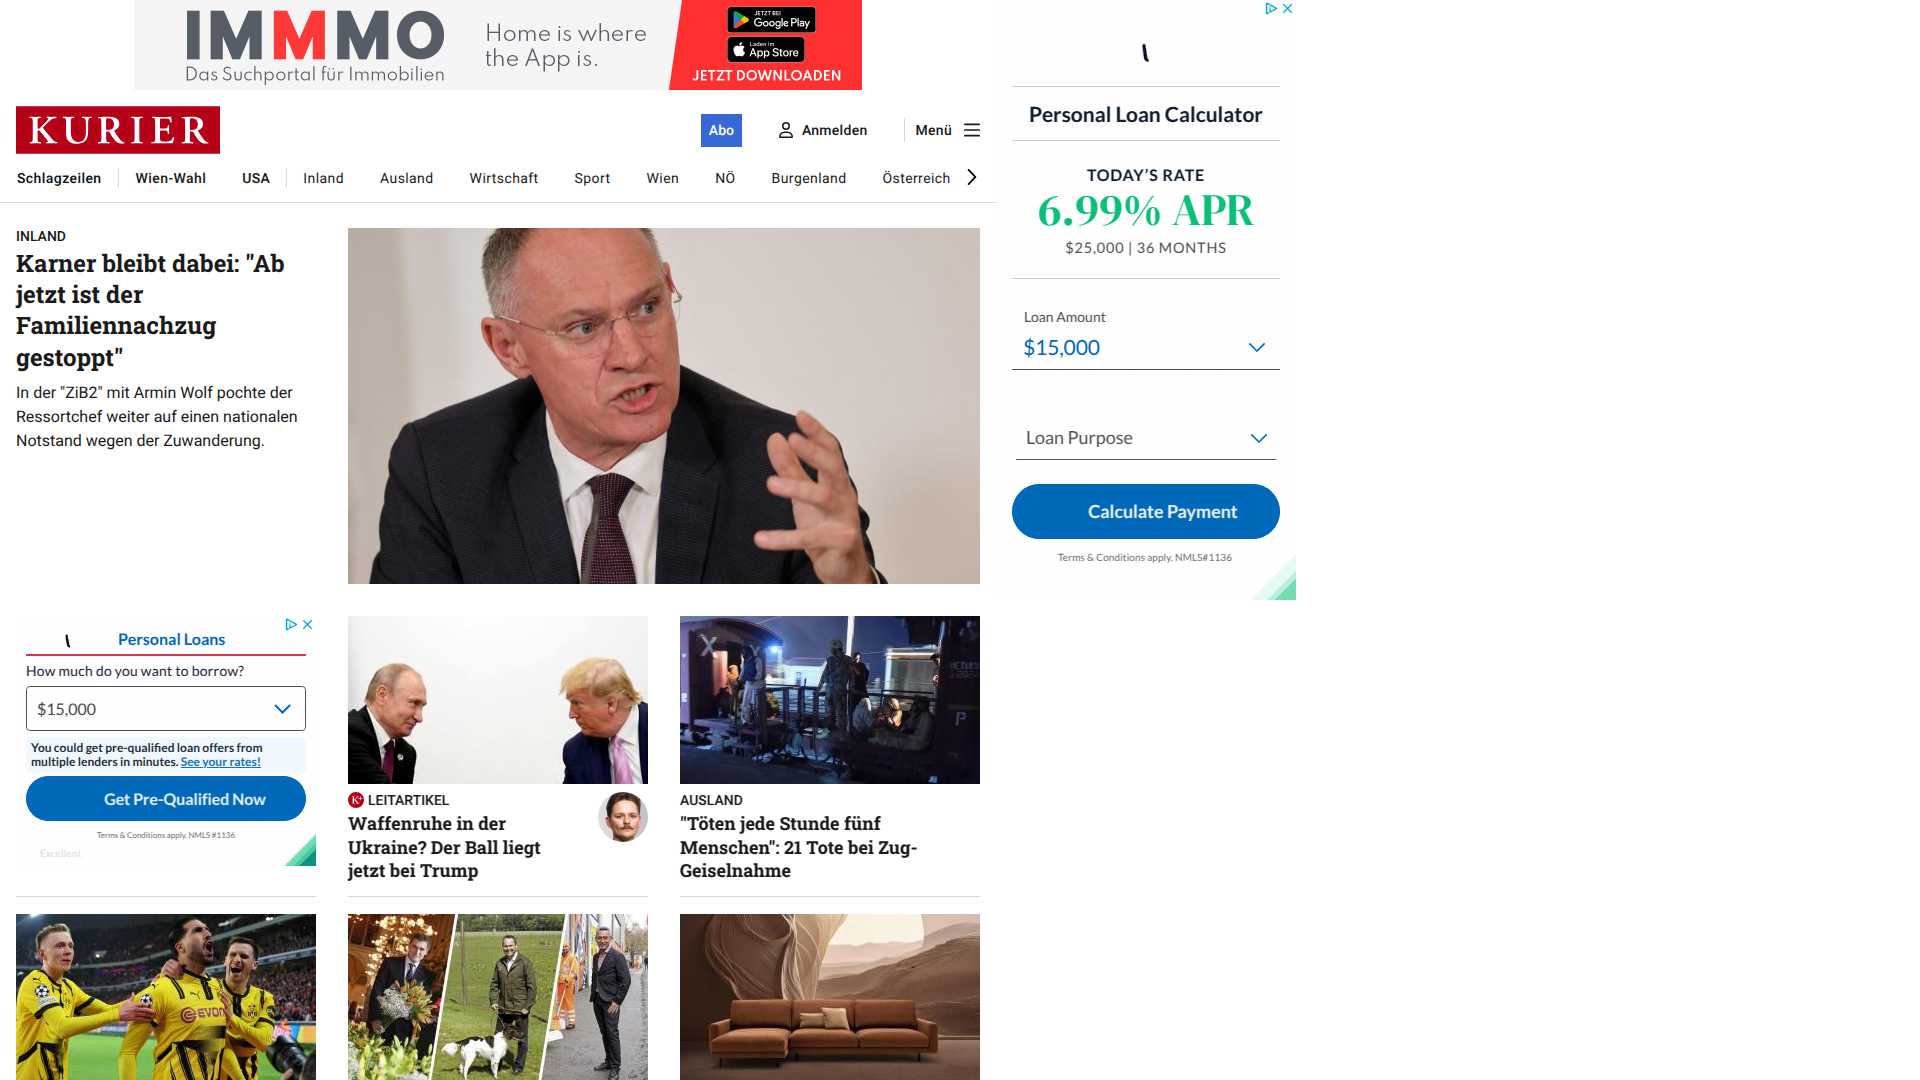 IMMMO
Das Suchportal für Immobilien
Home is where
the App is.
JETZT BEI
Google Play
Laden im
App Store
JETZT DOWNLOADEN
KURIER
Abo
Anmelden
Menü
Schlagzeilen
Wien-Wahl
USA
Inland
Ausland
Wirtschaft
Sport
Wien
NÖ
Burgenland
Österreich
INLAND
Karner bleibt dabei: "Ab
jetzt ist der
Familiennachzug
gestoppt"
In der "ZiB2" mit Armin Wolf pochte der
Ressortchef weiter auf einen nationalen
Notstand wegen der Zuwanderung.
Personal Loan Calculator
TODAY'S RATE
6.99% APR
$25,000 | 36 MONTHS
Loan Amount
$15,000
Loan Purpose
Calculate Payment
Terms & Conditions apply. NMLS#1136
Personal Loans
How much do you want to borrow?
$15,000
You could get pre-qualified loan offers from
multiple lenders in minutes. See your rates!
Get Pre-Qualified Now
Terms & Conditions apply. NMLS #1136
Excellent
K+ LEITARTIKEL
Waffenruhe in der
Ukraine? Der Ball liegt
jetzt bei Trump
X
P
AUSLAND
"Töten jede Stunde fünf
Menschen": 21 Tote bei Zug-
Geiselnahme
EVON